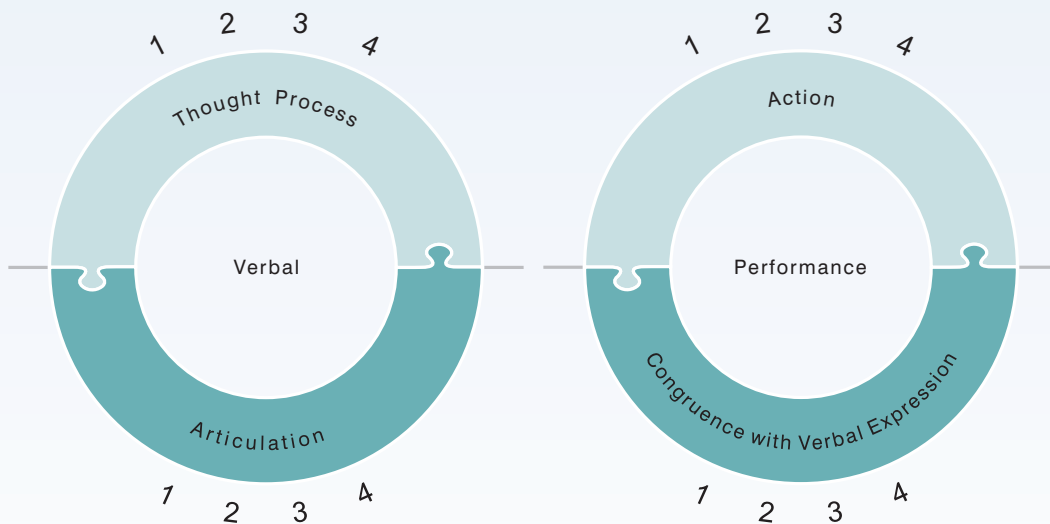 1 2 3 4
Thought Process
Verbal
Articulation
1 2 3 4
1 2 3 4
Action
Performance
Congruence with Verbal Expression
1 2 3 4